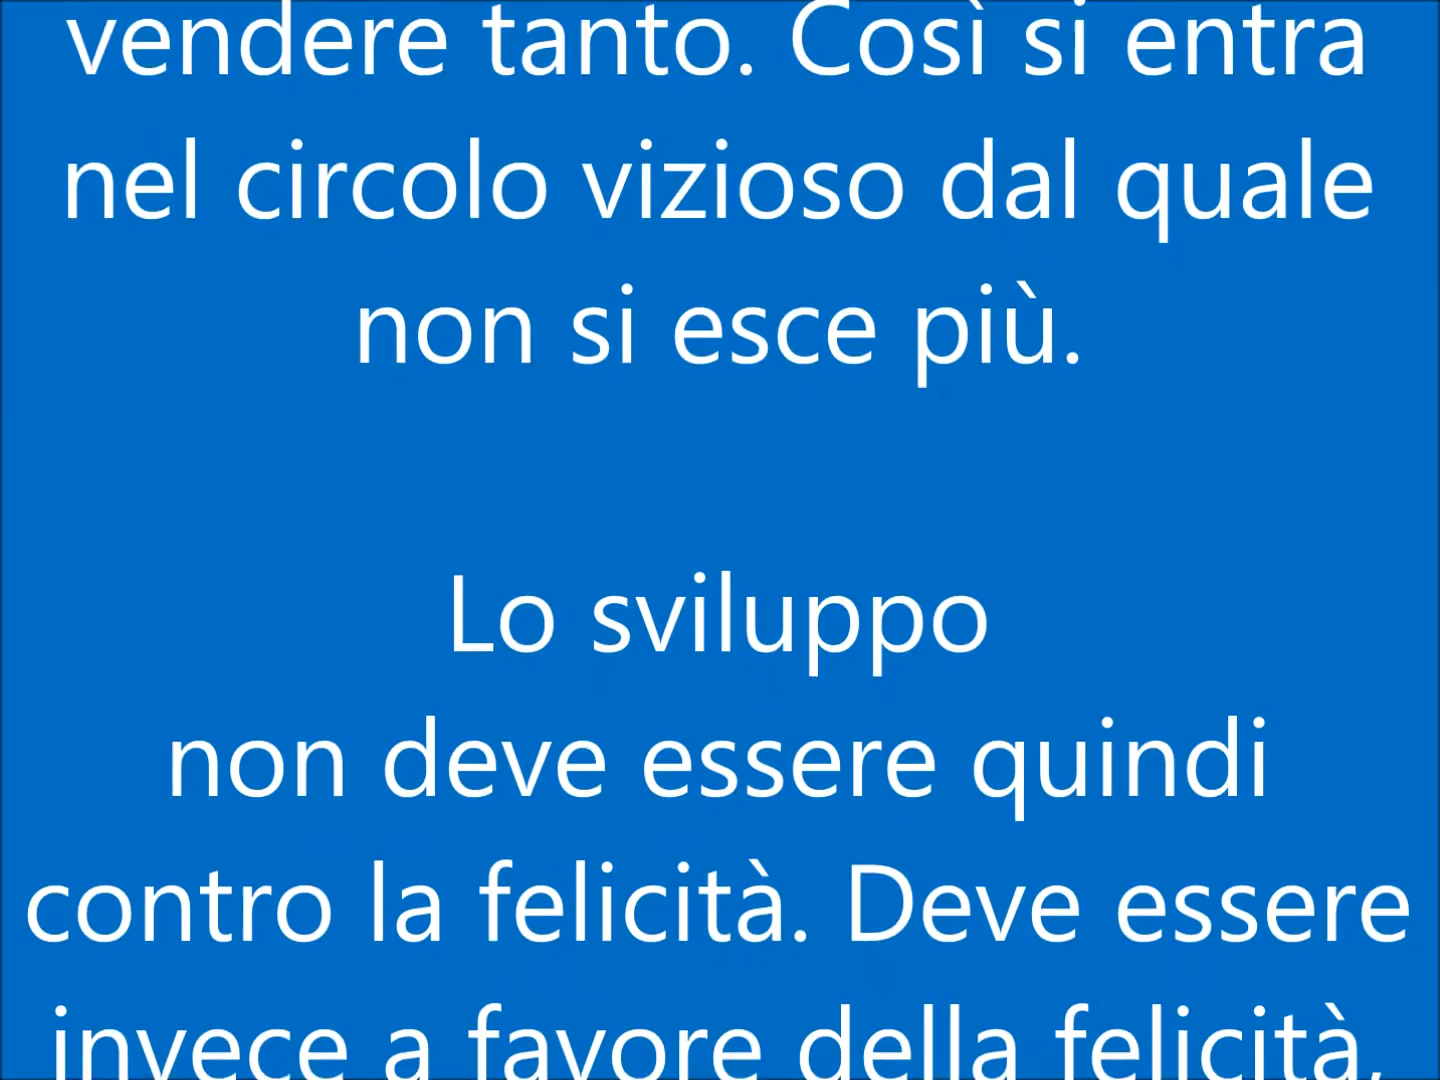 vendere tanto. Così si entra
nel circolo vizioso dal quale
non si esce più.
Lo sviluppo
non deve essere quindi
contro la felicità. Deve essere
invece a favore della felicità,